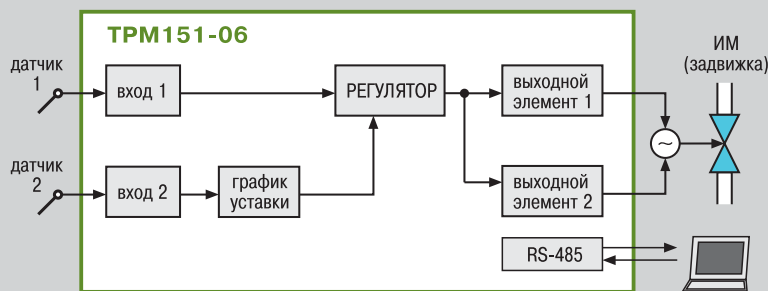 ТРМ151-06
ИМ
(задвижка)
датчик
1
вход 1
РЕГУЛЯТОР
выходной
элемент 1
~
датчик
2
вход 2
график
уставки
выходной
элемент 2
RS-485